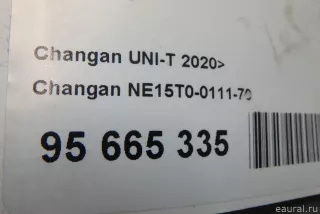 Changan UNI-T 2020>
Changan NE15T0-0111-70
95 665 335
eaural.ru